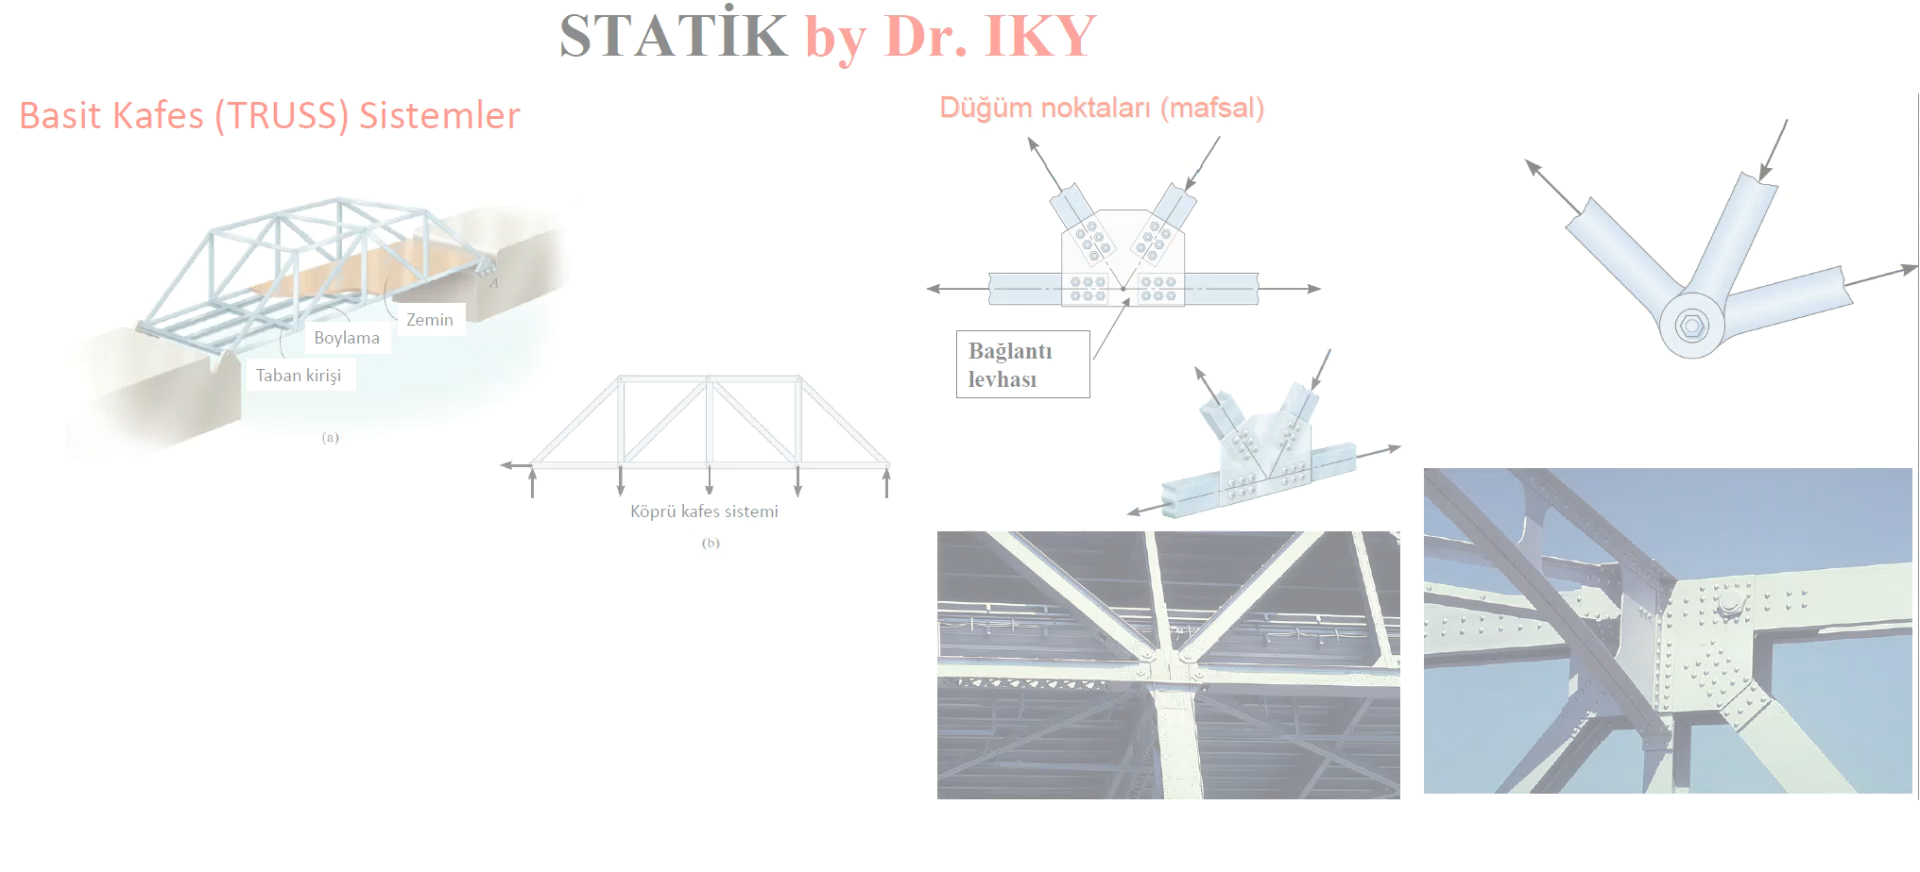 STATİK by Dr. IKY
Basit Kafes (TRUSS) Sistemler
Düğüm noktaları (mafsal)
A
Zemin
Boylama
Taban kirişi
(a)
Köprü kafes sistemi
(b)
Bağlantı
levhası